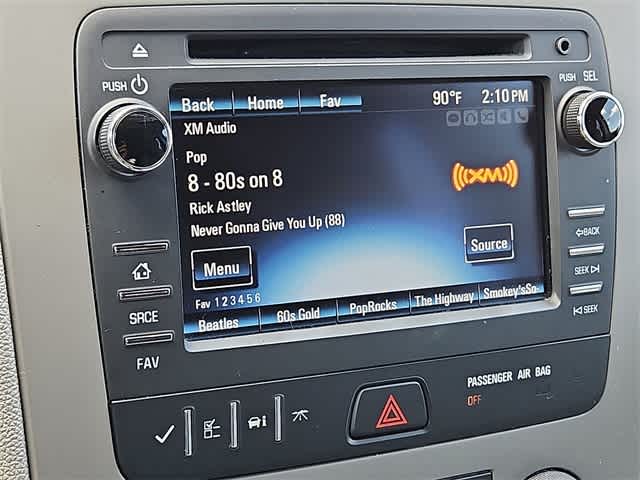 PUSH
PUSH SEL
Back Home Fav 90°F 2:10 PM
XM Audio
Pop
8 - 80s on 8
((XM))
Rick Astley
Never Gonna Give You Up (88)
Menu
Source
Fav 1 2 3 4 5 6
Beatles 60s Gold PopRocks The Highway Smokey'sSo-
SRCE
FAV
BACK
SEEK
SEEK
PASSENGER AIR BAG
OFF